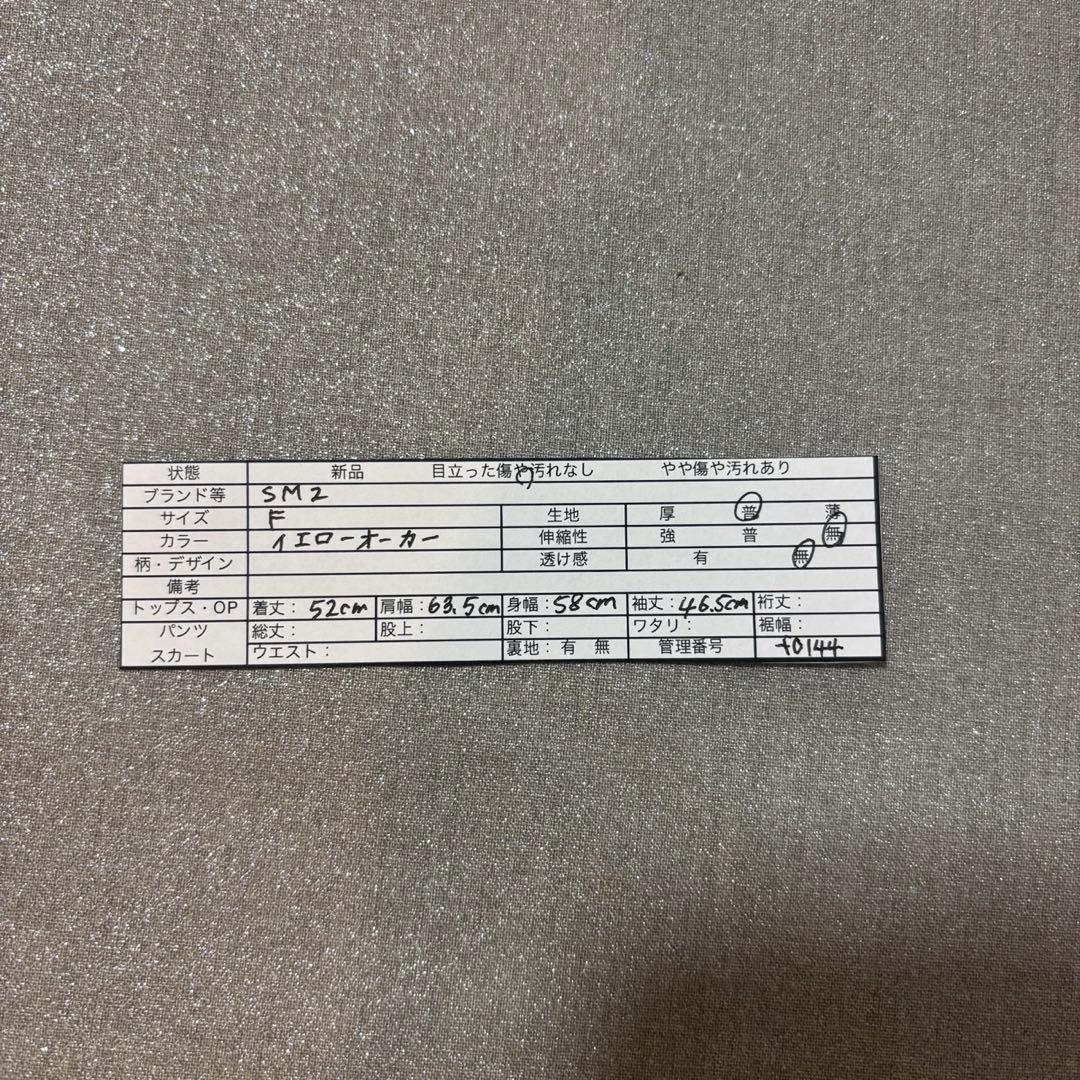 状態 新品 目立った傷や汚れなし やや傷や汚れあり
ブランド等 SM2
サイズ F 生地 厚 普 薄
カラー イエローオーカー 伸縮性 強 普 無
柄・デザイン 透け感 有 無
備考
トップス・OP 着丈: 52cm 肩幅:63.5cm 身幅:58cm 袖丈:46.5cm 裄丈:
パンツ 総丈: 股上: 股下: ワタリ: 裾幅:
スカート ウエスト: 裏地: 有 無 管理番号 +0144